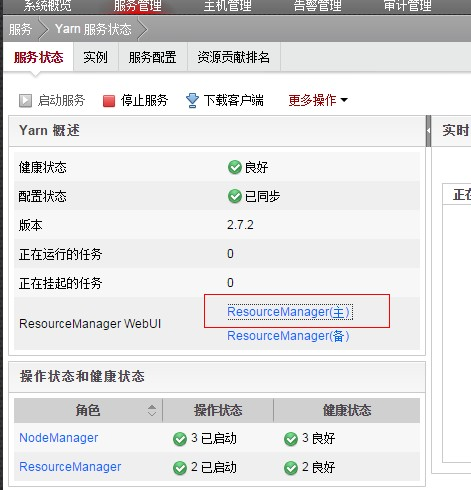 系统概览 服务管理 主机管理 告警管理 审计管理
服务 Yarn 服务状态
服务状态 实例 服务配置 资源贡献排名
启动服务 停止服务 下载客户端 更多操作
Yarn 概述 实时
健康状态 良好
配置状态 已同步
正在
版本 2.7.2
正在运行的任务 0
正在挂起的任务 0
ResourceManager WebUI
ResourceManager(主)
ResourceManager(备)
操作状态和健康状态
角色 操作状态 健康状态
NodeManager 3 已启动 3 良好
ResourceManager 2 已启动 2 良好